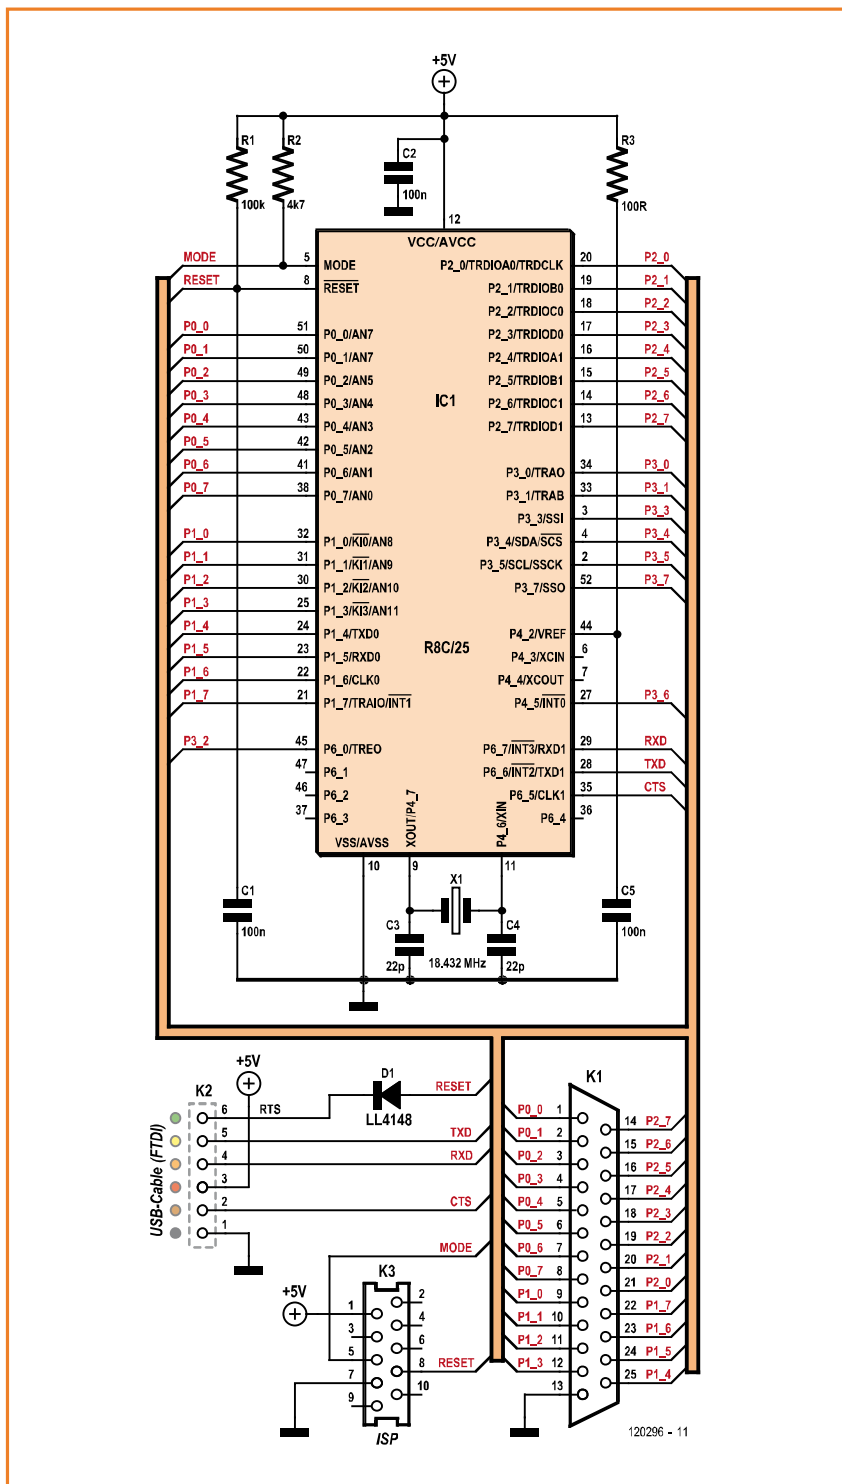 +5V
R1
R2
C2
R3
100k
4k7
100n
100R
12
VCC/AVCC
MODE 5 MODE
RESET 8 RESET
P0_0 51 P0_0/AN7
P0_1 50 P0_1/AN7
P0_2 49 P0_2/AN5
P0_3 48 P0_3/AN4
P0_4 43 P0_4/AN3
P0_5 42 P0_5/AN2
P0_6 41 P0_6/AN1
P0_7 38 P0_7/AN0
P1_0 32 P1_0/KI0/AN8
P1_1 31 P1_1/KI1/AN9
P1_2 30 P1_2/KI2/AN10
P1_3 25 P1_3/KI3/AN11
P1_4 24 P1_4/TXD0
P1_5 23 P1_5/RXD0
P1_6 22 P1_6/CLK0
P1_7 21 P1_7/TRAIO/INT1
P3_2 45 P6_0/TREO
47 P6_1
46 P6_2
37 P6_3
IC1
R8C/25
P2_0/TRDIOA0/TRDCLK 20 P2_0
P2_1/TRDIOB0 19 P2_1
P2_2/TRDIOC0 18 P2_2
P2_3/TRDIOD0 17 P2_3
P2_4/TRDIOA1 16 P2_4
P2_5/TRDIOB1 15 P2_5
P2_6/TRDIOC1 14 P2_6
P2_7/TRDIOD1 13 P2_7
P3_0/TRAO 34 P3_0
P3_1/TRAB 33 P3_1
P3_3/SSI 3 P3_3
P3_4/SDA/SCS 4 P3_4
P3_5/SCL/SSCK 2 P3_5
P3_7/SSO 52 P3_7
P4_2/VREF 44
P4_3/XCIN 6
P4_4/XCOUT 7
P4_5/INT0 27 P3_6
P6_7/INT3/RXD1 29 RXD
P6_6/INT2/TXD1 28 TXD
P6_5/CLK1 35 CTS
P6_4 36
VSS/AVSS
XOUT/P4_7
P4_6/XIN
10
9
11
C1
100n
X1
C3
22p
18.432 MHz
C4
22p
C5
100n
+5V
K2
USB-Cable (FTDI)
6 RTS
5 TXD
4 RXD
3
2 CTS
1
D1
LL4148
RESET
MODE
+5V
K3
1
2
3
4
5
6
7
8 RESET
9
10
ISP
K1
P0_0 1
P0_1 2
P0_2 3
P0_3 4
P0_4 5
P0_5 6
P0_6 7
P0_7 8
P1_0 9
P1_1 10
P1_2 11
P1_3 12
13
14 P2_7
15 P2_6
16 P2_5
17 P2_4
18 P2_3
19 P2_2
20 P2_1
21 P2_0
22 P1_7
23 P1_6
24 P1_5
25 P1_4
120296 - 11